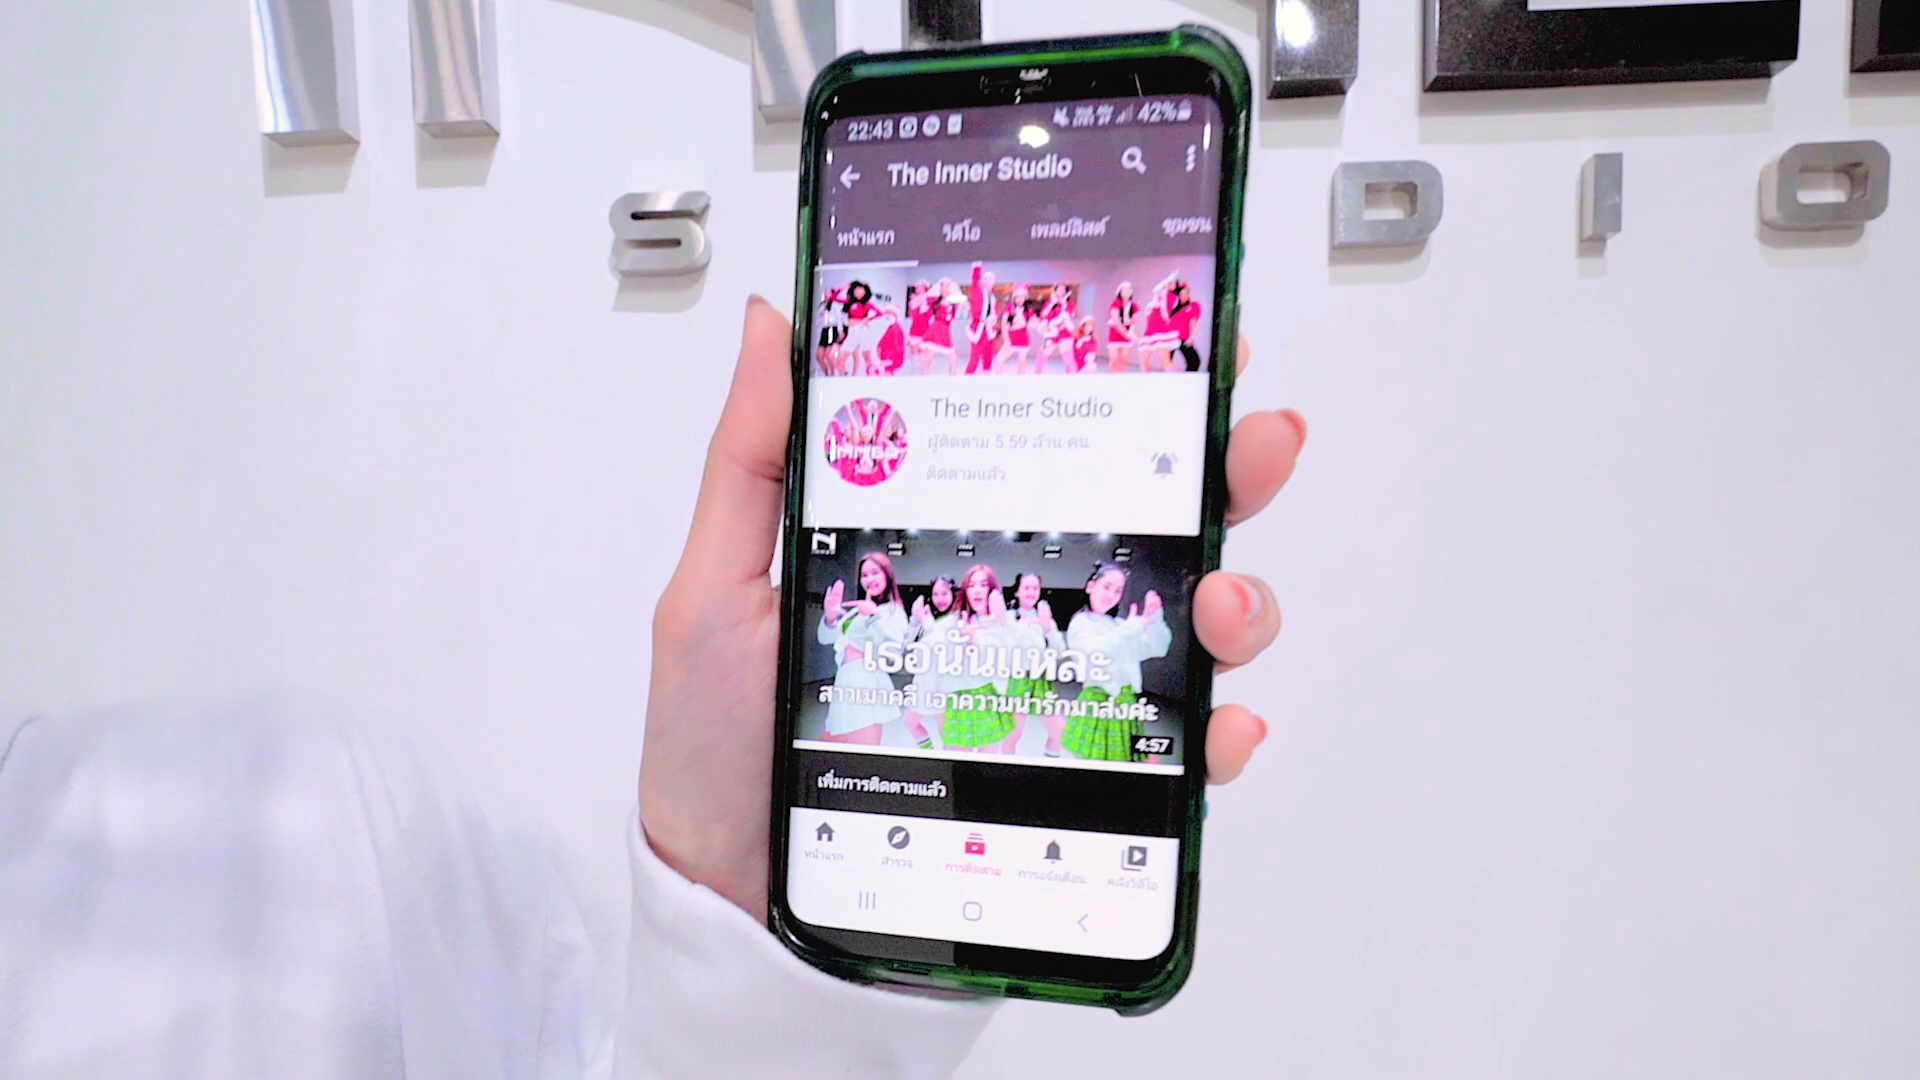 S
D I O
22:43
42%
The Inner Studio
หน้าแรก วิดีโอ เพลย์ลิสต์ ชุมชน
The Inner Studio
ผู้ติดตาม 5.59 ล้าน คน
ติดตามแล้ว
เธอนั่นแหละ
สาวเมาคลี เอาความน่ารักมาส่งค่ะ
4:57
เพิ่มการติดตามแล้ว
หน้าแรก สำรวจ การติดตาม การแจ้งเตือน คลังวิดีโอ